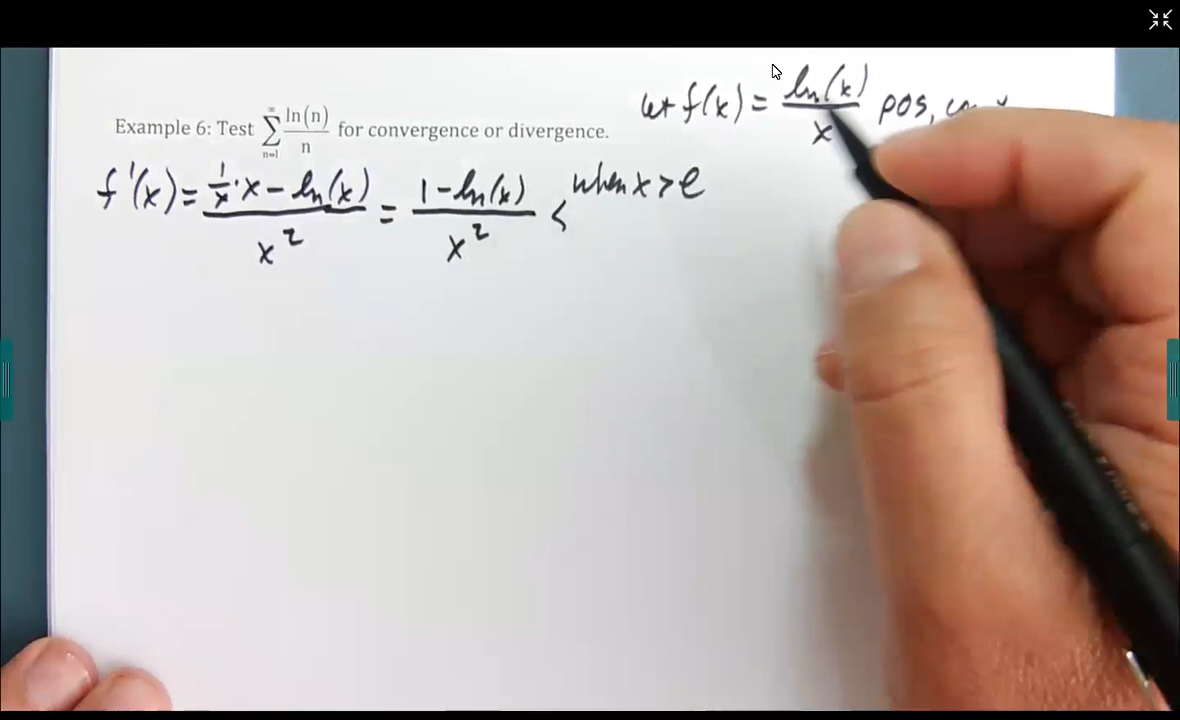 let f(x) = ln(x)/x pos, con
Example 6: Test ∑_{n=1}^{∞} ln(n)/n for convergence or divergence.
f'(x) = (1/x · x − ln(x))/x² = (1 − ln(x))/x² < when x > e